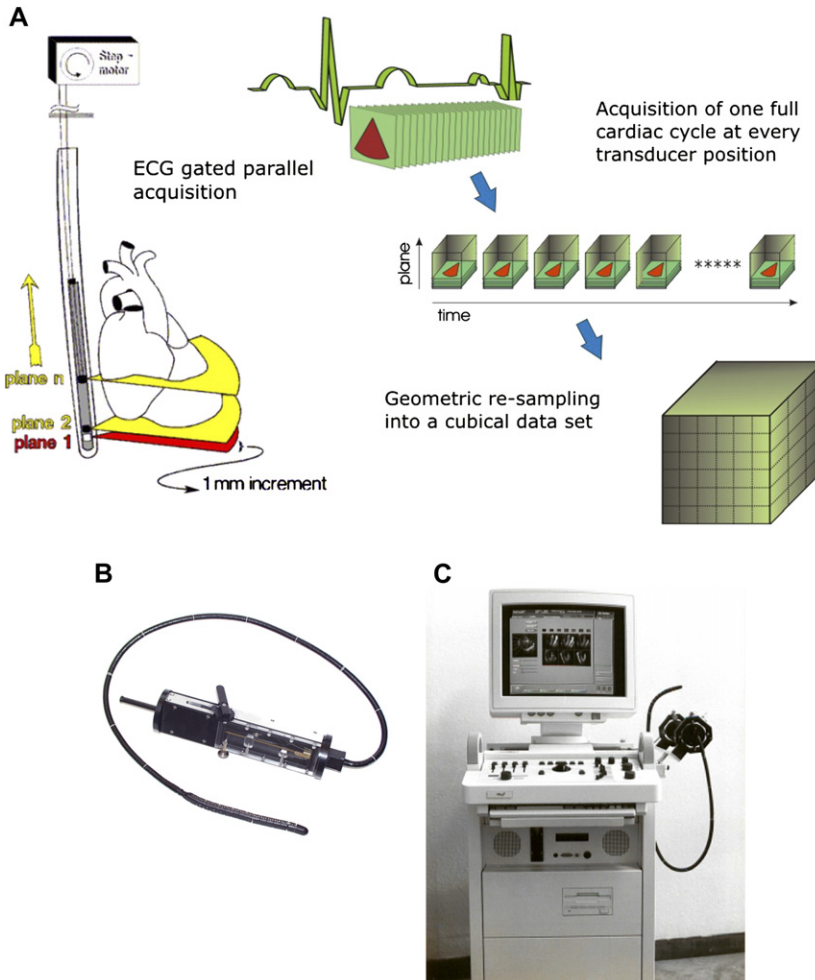 A
Step -
motor
ECG gated parallel
acquisition
Acquisition of one full
cardiac cycle at every
transducer position
plane
*****
time
plane n
plane 2
plane 1
1 mm increment
Geometric re-sampling
into a cubical data set
B
C